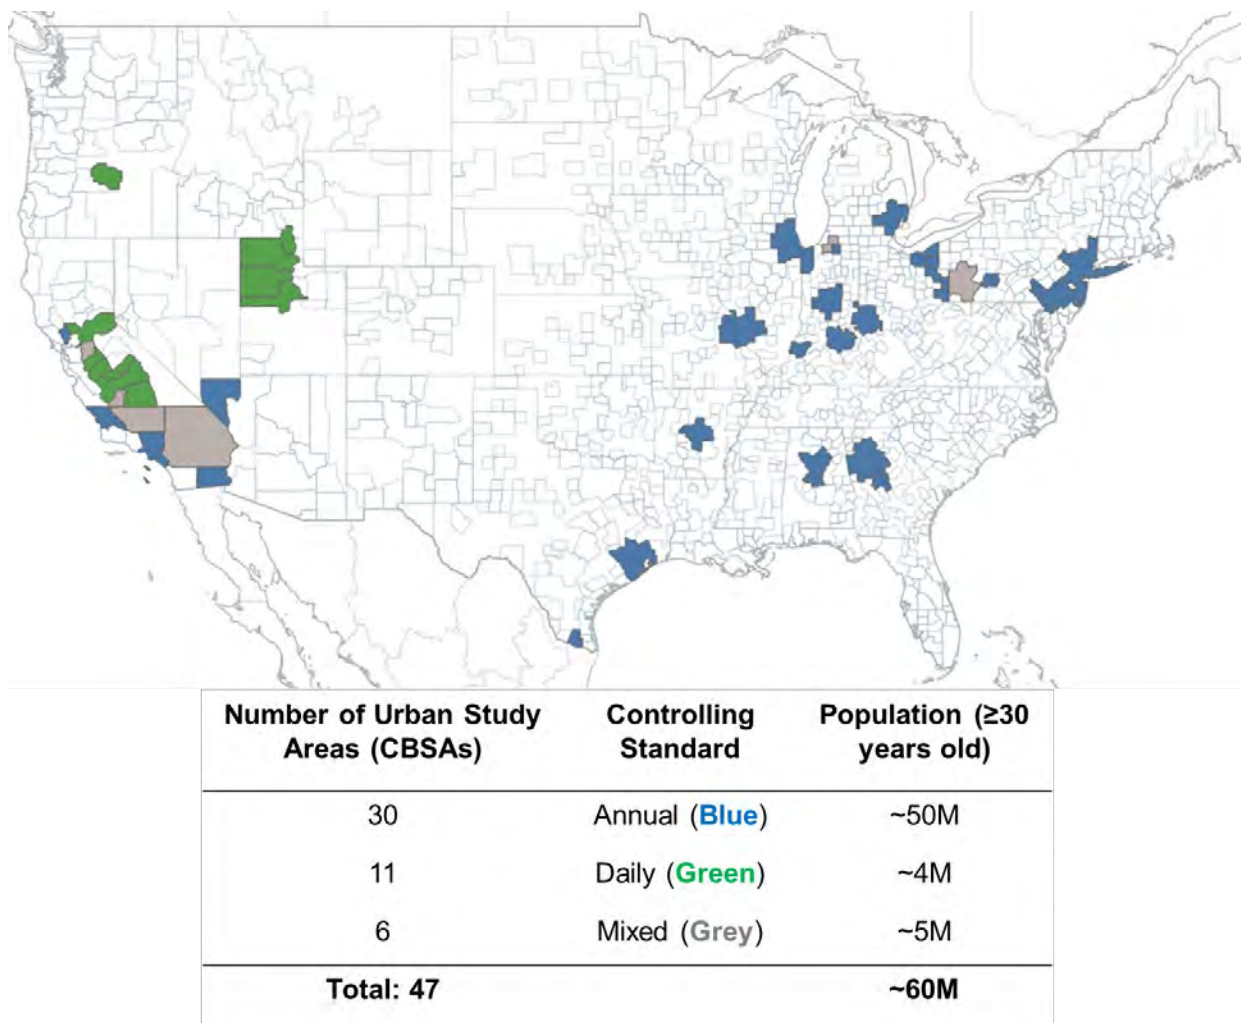 Number of Urban Study Areas (CBSAs) Controlling Standard Population (≥30 years old)
30 Annual (Blue) ~50M
11 Daily (Green) ~4M
6 Mixed (Grey) ~5M
Total: 47 ~60M